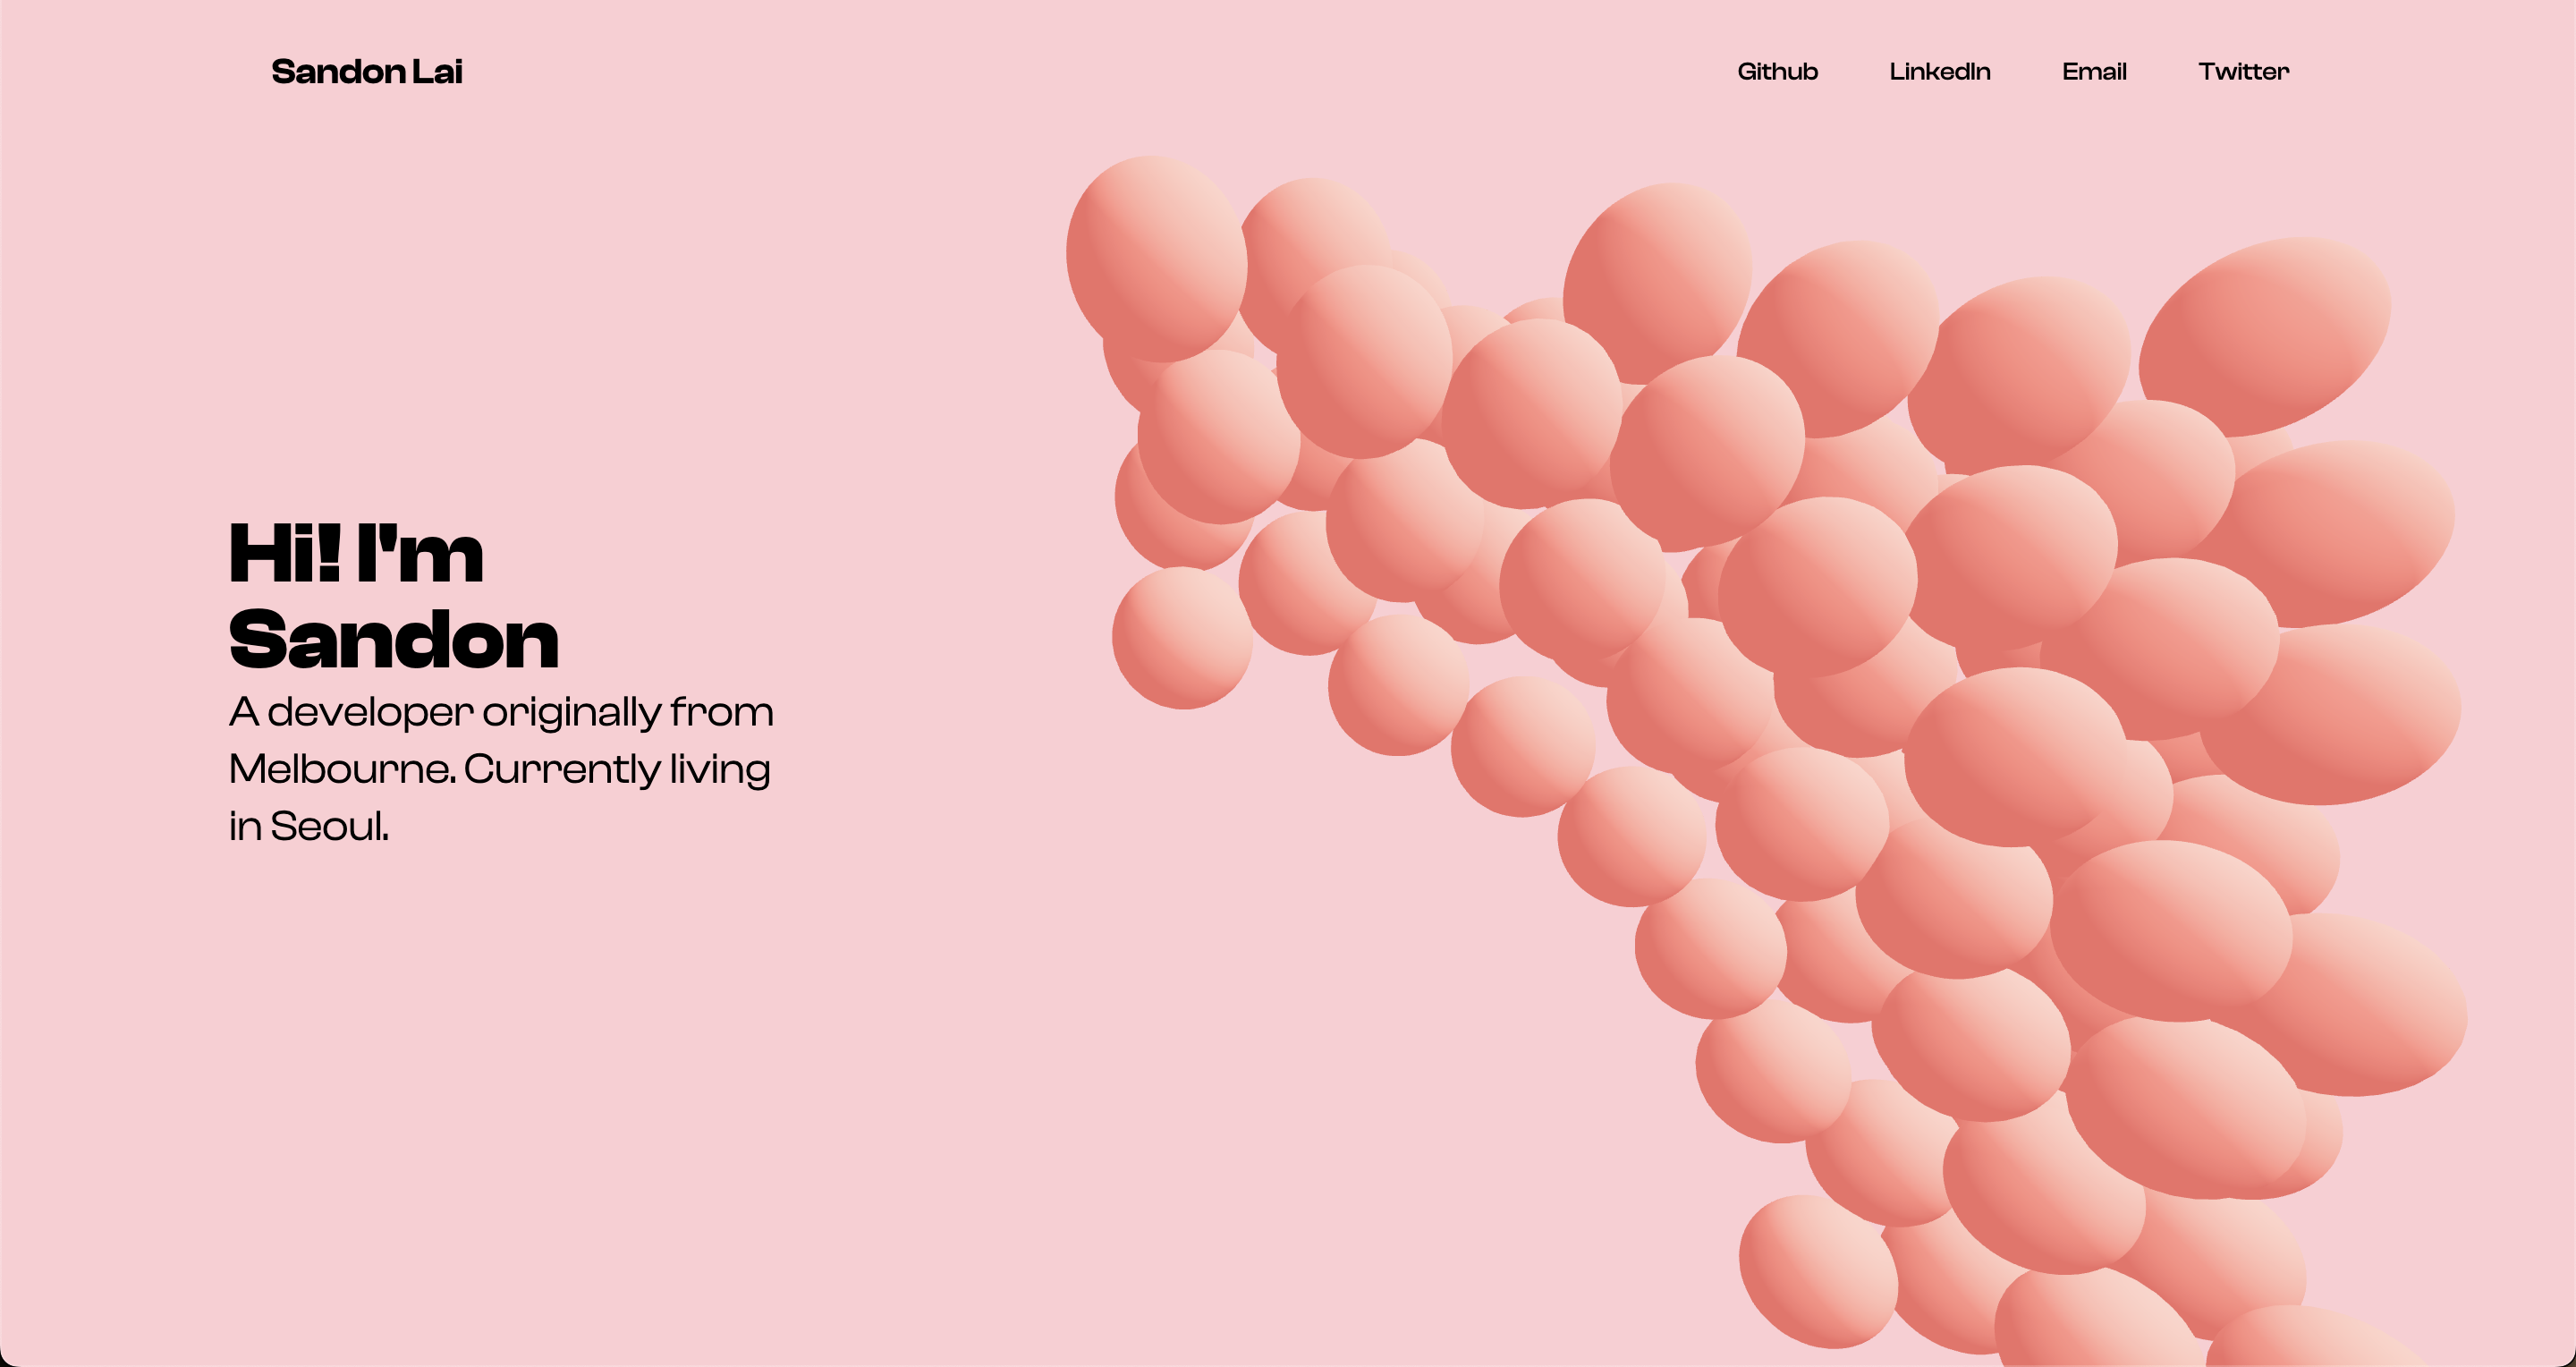 Sandon Lai
Github LinkedIn Email Twitter
Hi! I'm
Sandon
A developer originally from
Melbourne. Currently living
in Seoul.